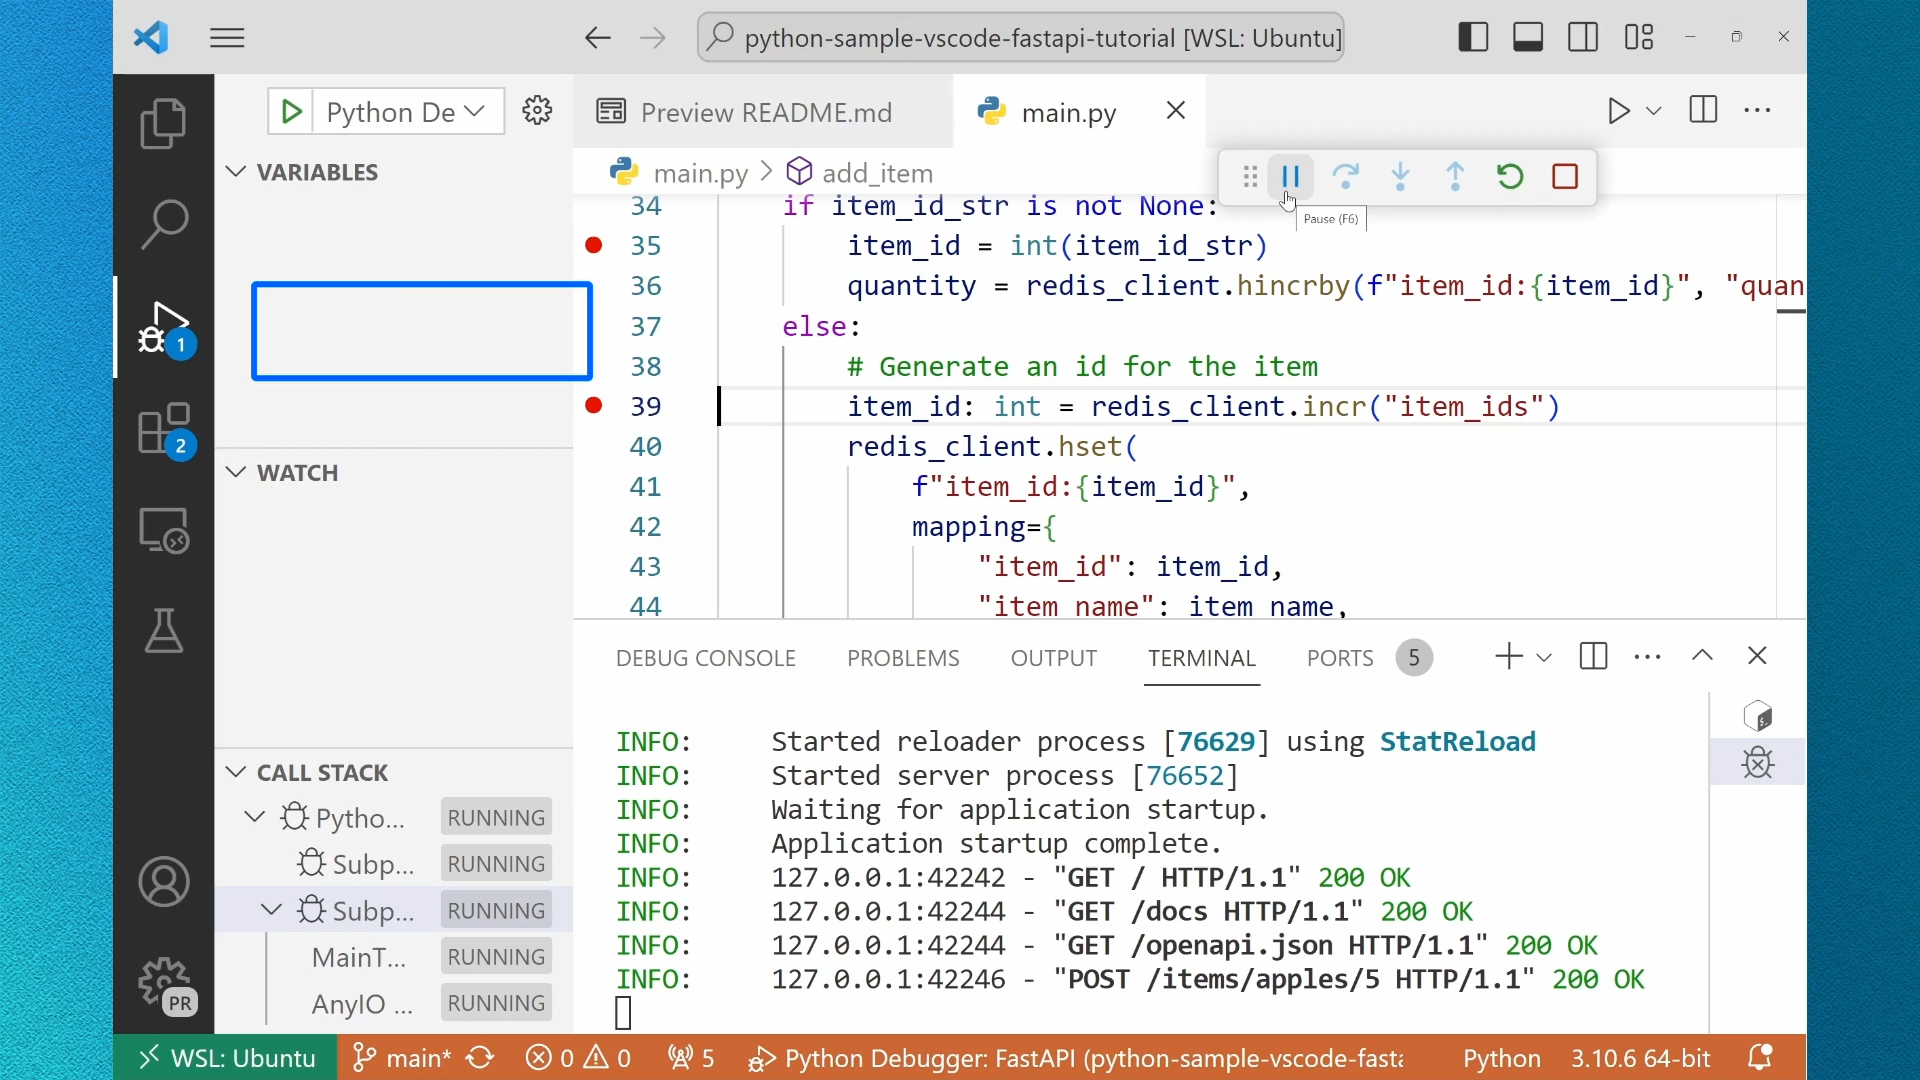 python-sample-vscode-fastapi-tutorial [WSL: Ubuntu]
Python De
Preview README.md
main.py
VARIABLES
main.py > add_item
Pause (F6)
34 if item_id_str is not None:
35 item_id = int(item_id_str)
36 quantity = redis_client.hincrby(f"item_id:{item_id}", "quan
37 else:
38 # Generate an id for the item
39 item_id: int = redis_client.incr("item_ids")
40 redis_client.hset(
41 f"item_id:{item_id}",
42 mapping={
43 "item_id": item_id,
44 "item_name": item_name,
1
2
WATCH
CALL STACK
Pytho... RUNNING
Subp... RUNNING
Subp... RUNNING
MainT... RUNNING
AnyIO ... RUNNING
PR
DEBUG CONSOLE PROBLEMS OUTPUT TERMINAL PORTS 5
INFO: Started reloader process [76629] using StatReload
INFO: Started server process [76652]
INFO: Waiting for application startup.
INFO: Application startup complete.
INFO: 127.0.0.1:42242 - "GET / HTTP/1.1" 200 OK
INFO: 127.0.0.1:42244 - "GET /docs HTTP/1.1" 200 OK
INFO: 127.0.0.1:42244 - "GET /openapi.json HTTP/1.1" 200 OK
INFO: 127.0.0.1:42246 - "POST /items/apples/5 HTTP/1.1" 200 OK
WSL: Ubuntu main* 0 0 5 Python Debugger: FastAPI (python-sample-vscode-fasta Python 3.10.6 64-bit